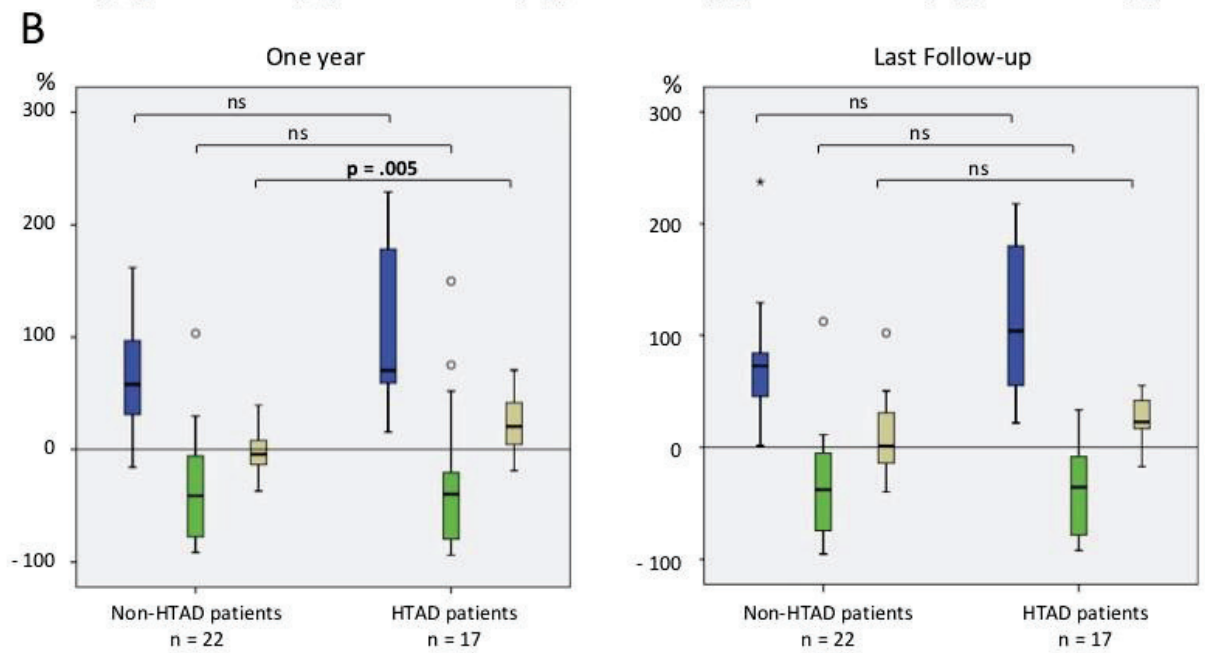 B
One year
%
300
200
100
0
- 100
ns
ns
p = .005
Non-HTAD patients
n = 22
HTAD patients
n = 17
Last Follow-up
%
300
200
100
0
- 100
ns
ns
ns
Non-HTAD patients
n = 22
HTAD patients
n = 17